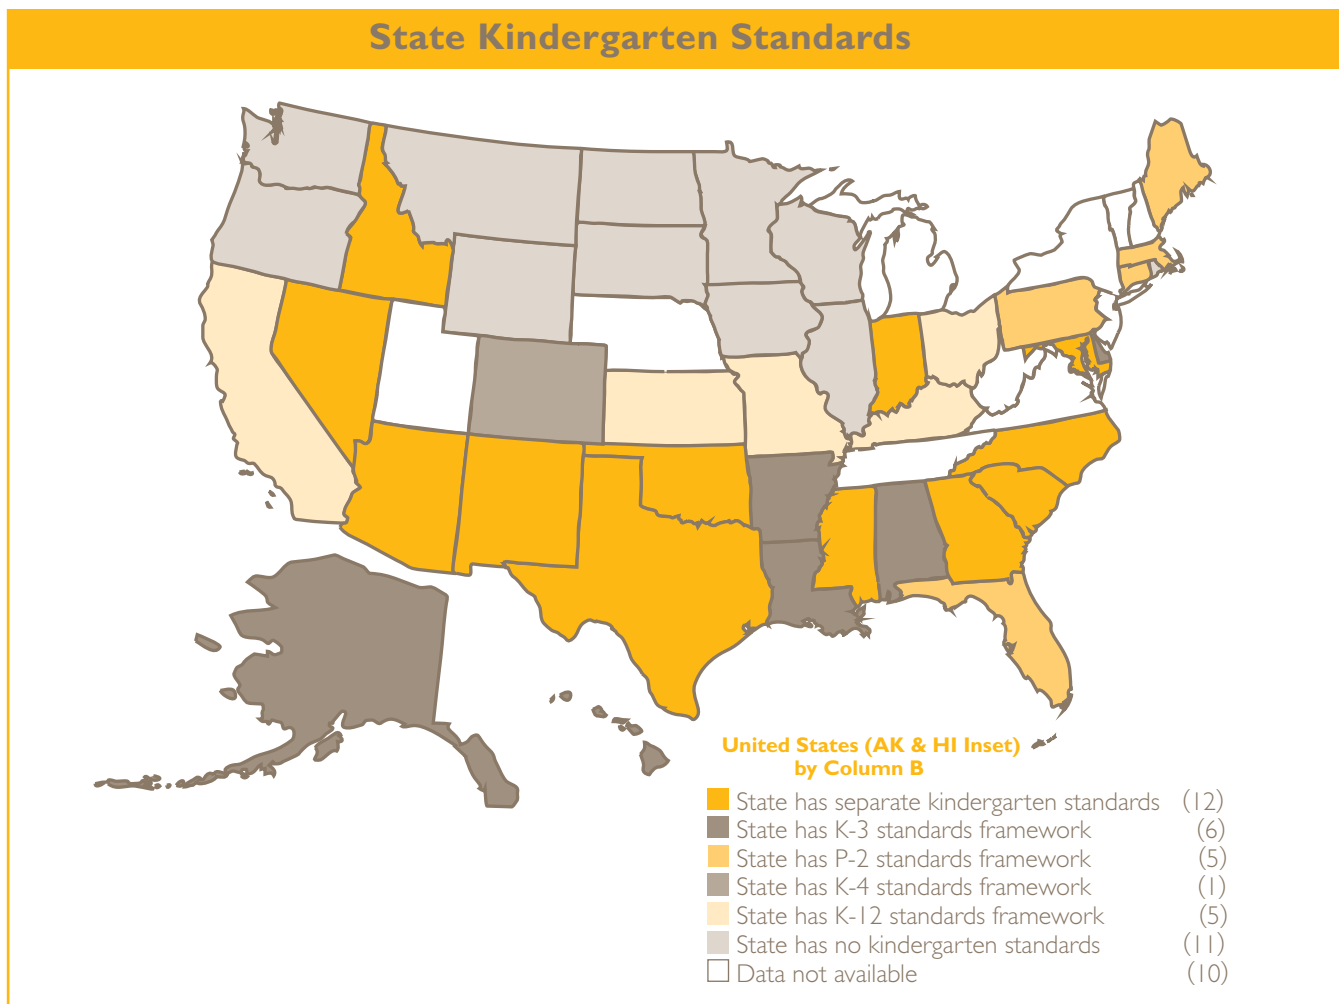 State Kindergarten Standards
United States (AK & HI Inset)
by Column B
State has separate kindergarten standards (12)
State has K-3 standards framework (6)
State has P-2 standards framework (5)
State has K-4 standards framework (1)
State has K-12 standards framework (5)
State has no kindergarten standards (11)
Data not available (10)